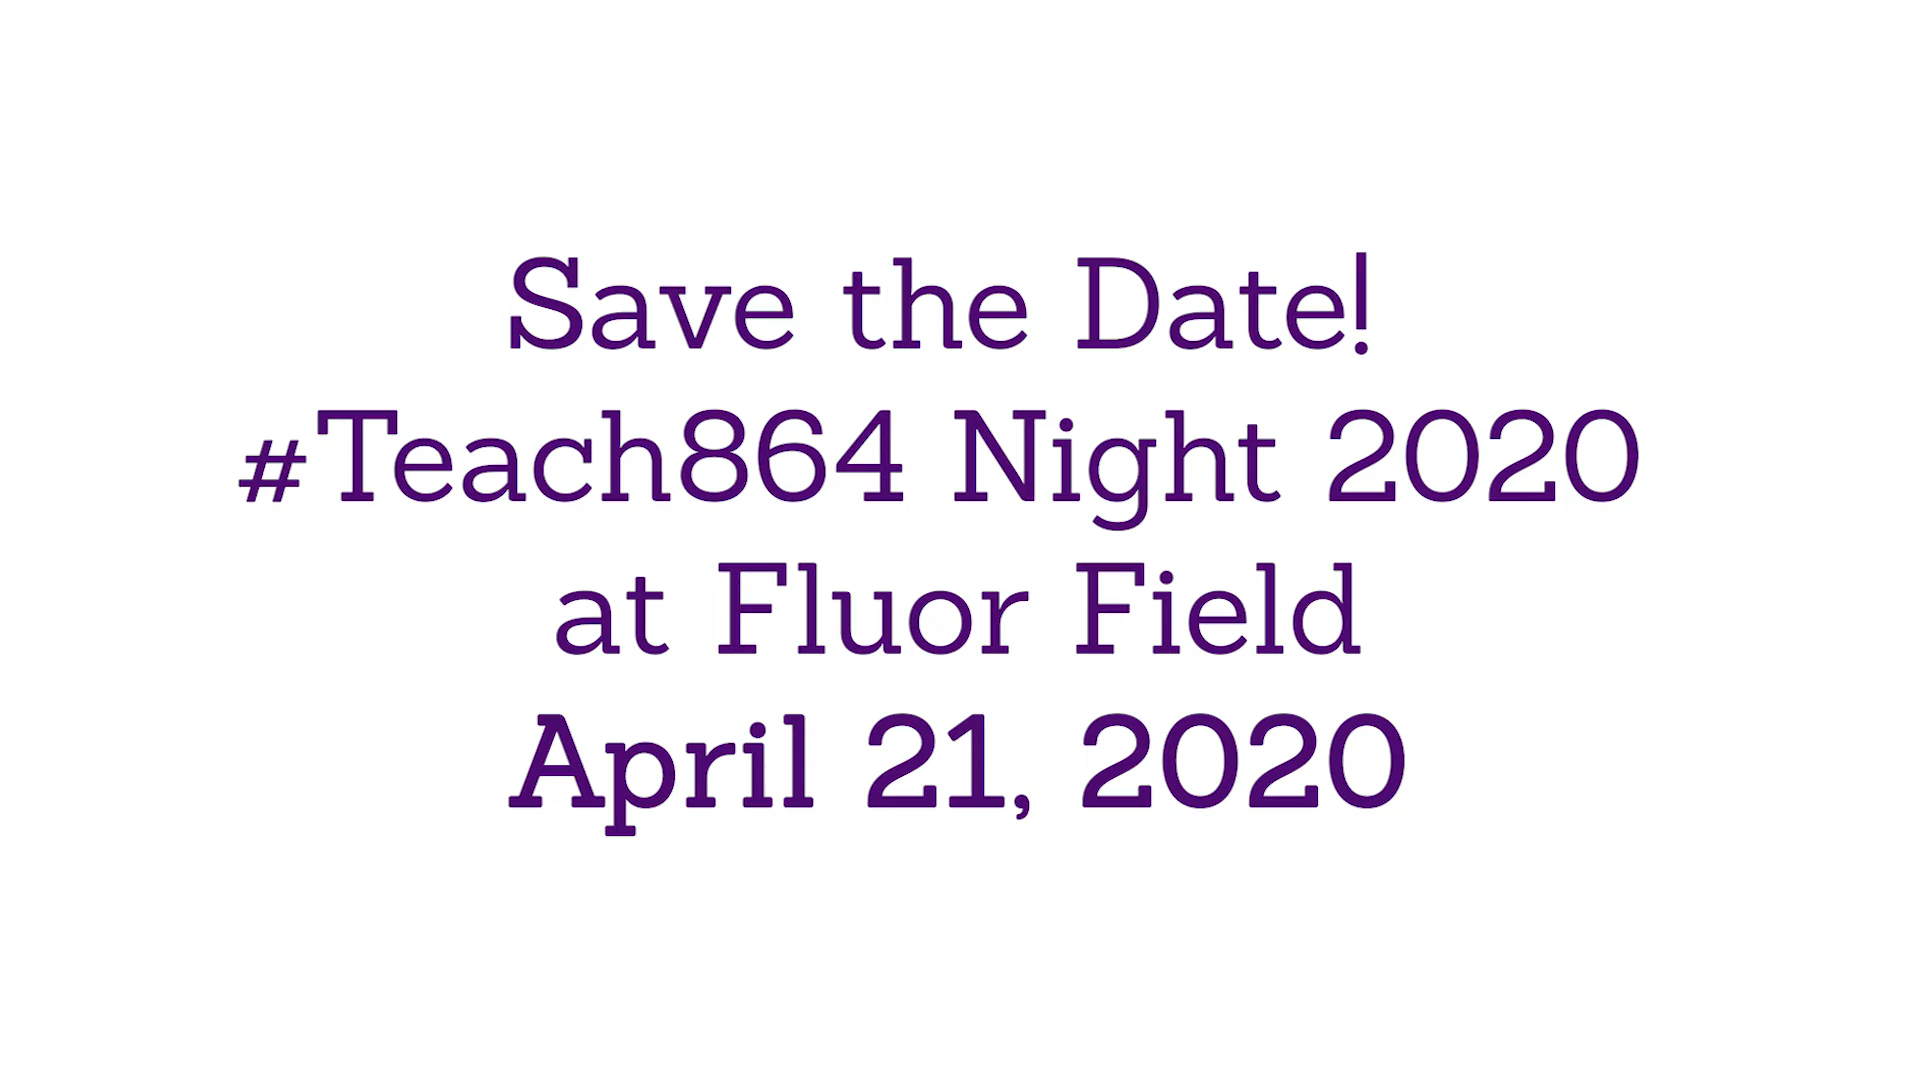 Save the Date!
#Teach864 Night 2020
at Fluor Field
April 21, 2020